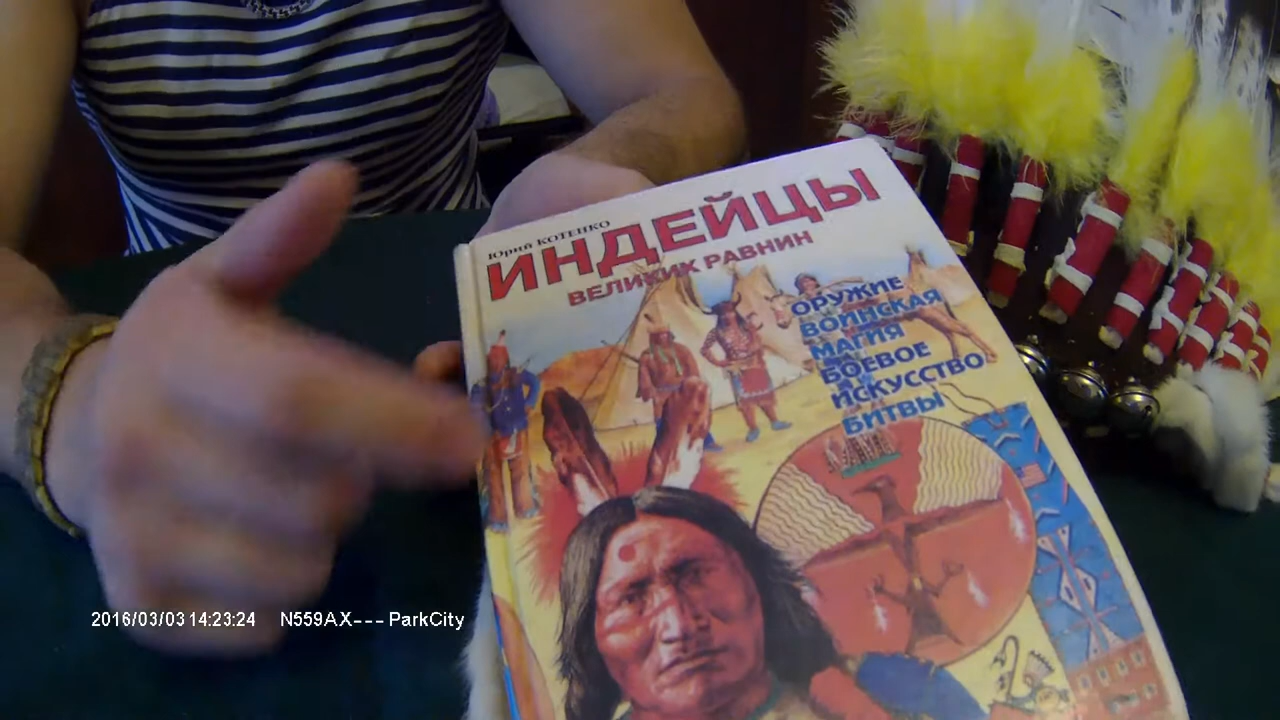 Юрий КОТЕНКО
ИНДЕЙЦЫ
ВЕЛИКИХ РАВНИН
ОРУЖИЕ
ВОИНСКАЯ
МАГИЯ
БОЕВОЕ
ИСКУССТВО
БИТВЫ
2016/03/03 14:23:24 N559AX--- ParkCity